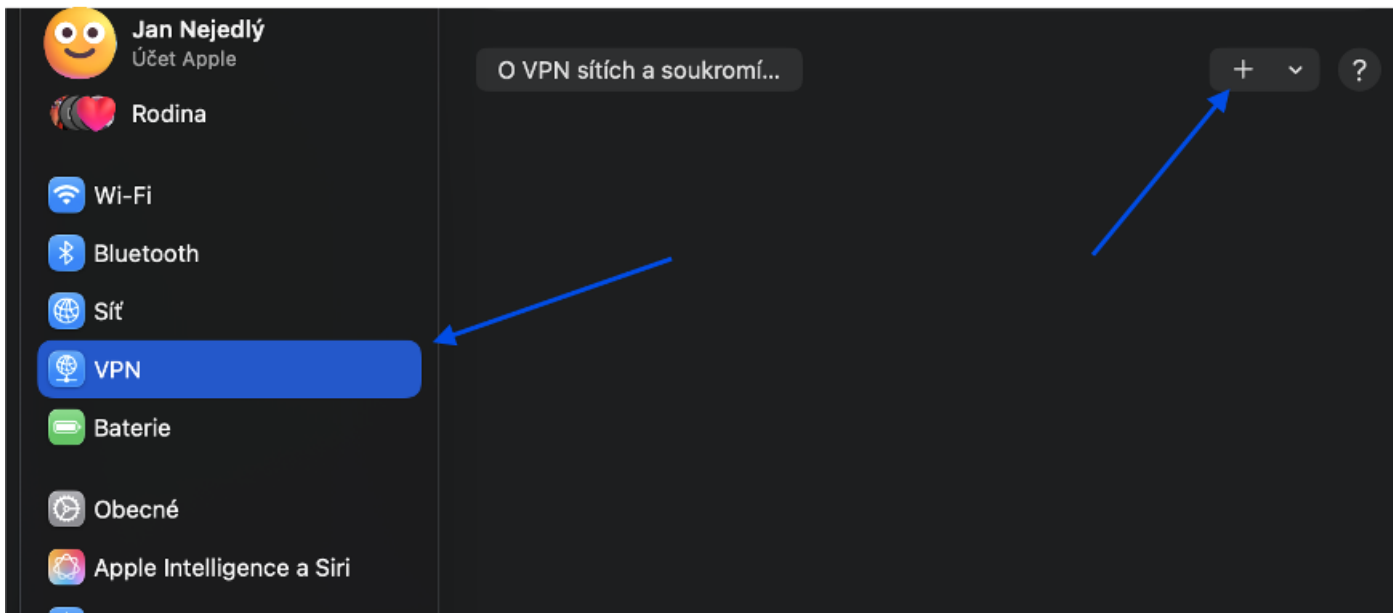 Jan Nejedlý
Účet Apple
Rodina
Wi-Fi
Bluetooth
Síť
VPN
Baterie
Obecné
Apple Intelligence a Siri
O VPN sítích a soukromí...
+
?